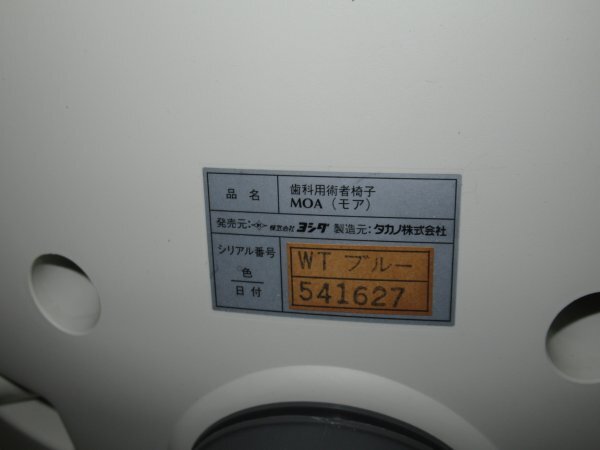 品名 歯科用術者椅子
MOA（モア）
発売元：株式会社ヨシダ 製造元：タカノ株式会社
シリアル番号 WT ブルー
色
日付 541627